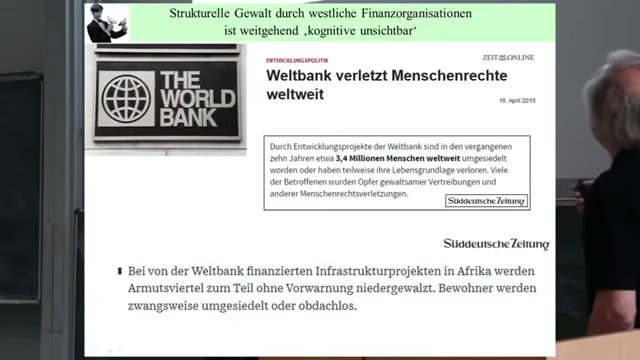 Strukturelle Gewalt durch westliche Finanzorganisationen
ist weitgehend ‚kognitive unsichtbar‘
THE
WORLD
BANK
ENTWICKLUNGSPOLITIK
ZEIT ONLINE
Weltbank verletzt Menschenrechte
weltweit
16. April 2015
Durch Entwicklungsprojekte der Weltbank sind in den vergangenen
zehn Jahren etwa 3,4 Millionen Menschen weltweit umgesiedelt
worden oder haben teilweise ihre Lebensgrundlage verloren. Viele
der Betroffenen wurden Opfer gewaltsamer Vertreibungen und
anderer Menschenrechtsverletzungen.
Süddeutsche Zeitung
Süddeutsche Zeitung
Bei von der Weltbank finanzierten Infrastrukturprojekten in Afrika werden
Armutsviertel zum Teil ohne Vorwarnung niedergewalzt. Bewohner werden
zwangsweise umgesiedelt oder obdachlos.